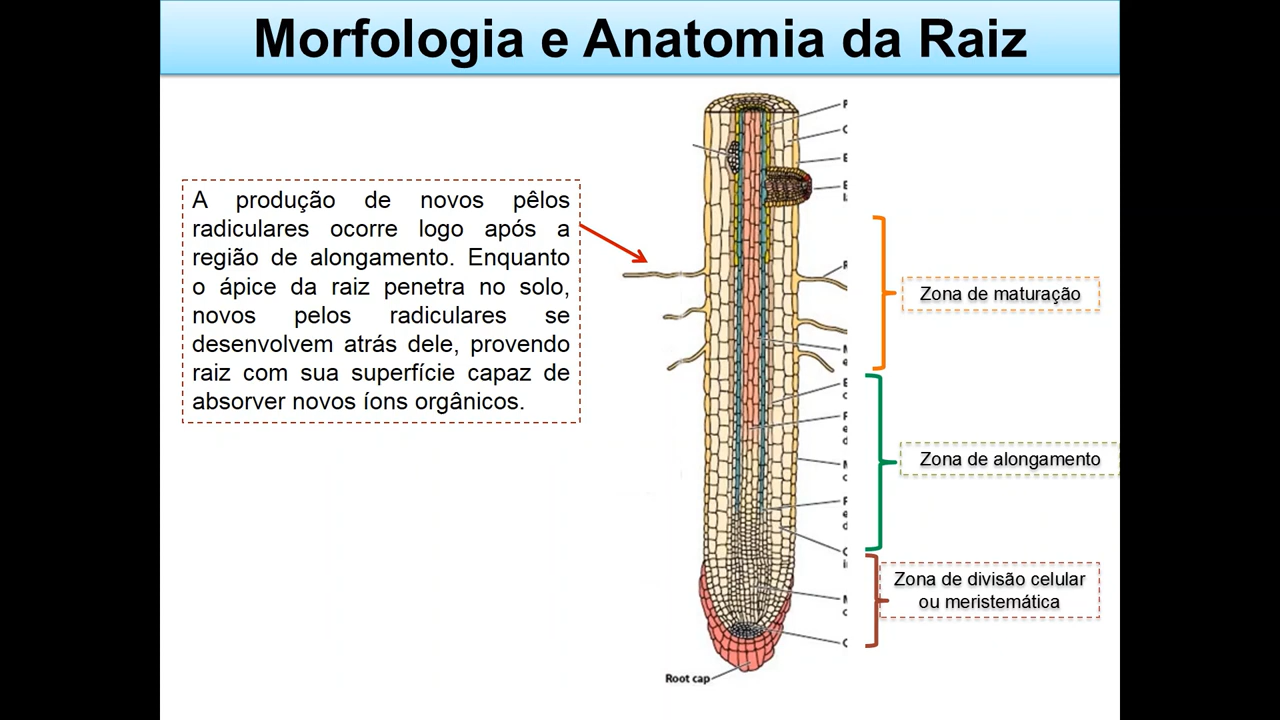 Morfologia e Anatomia da Raiz
A produção de novos pêlos
radiculares ocorre logo após a
região de alongamento. Enquanto
o ápice da raiz penetra no solo,
novos pelos radiculares se
desenvolvem atrás dele, provendo
raiz com sua superfície capaz de
absorver novos íons orgânicos.
Zona de maturação
Zona de alongamento
Zona de divisão celular
ou meristemática
Root cap